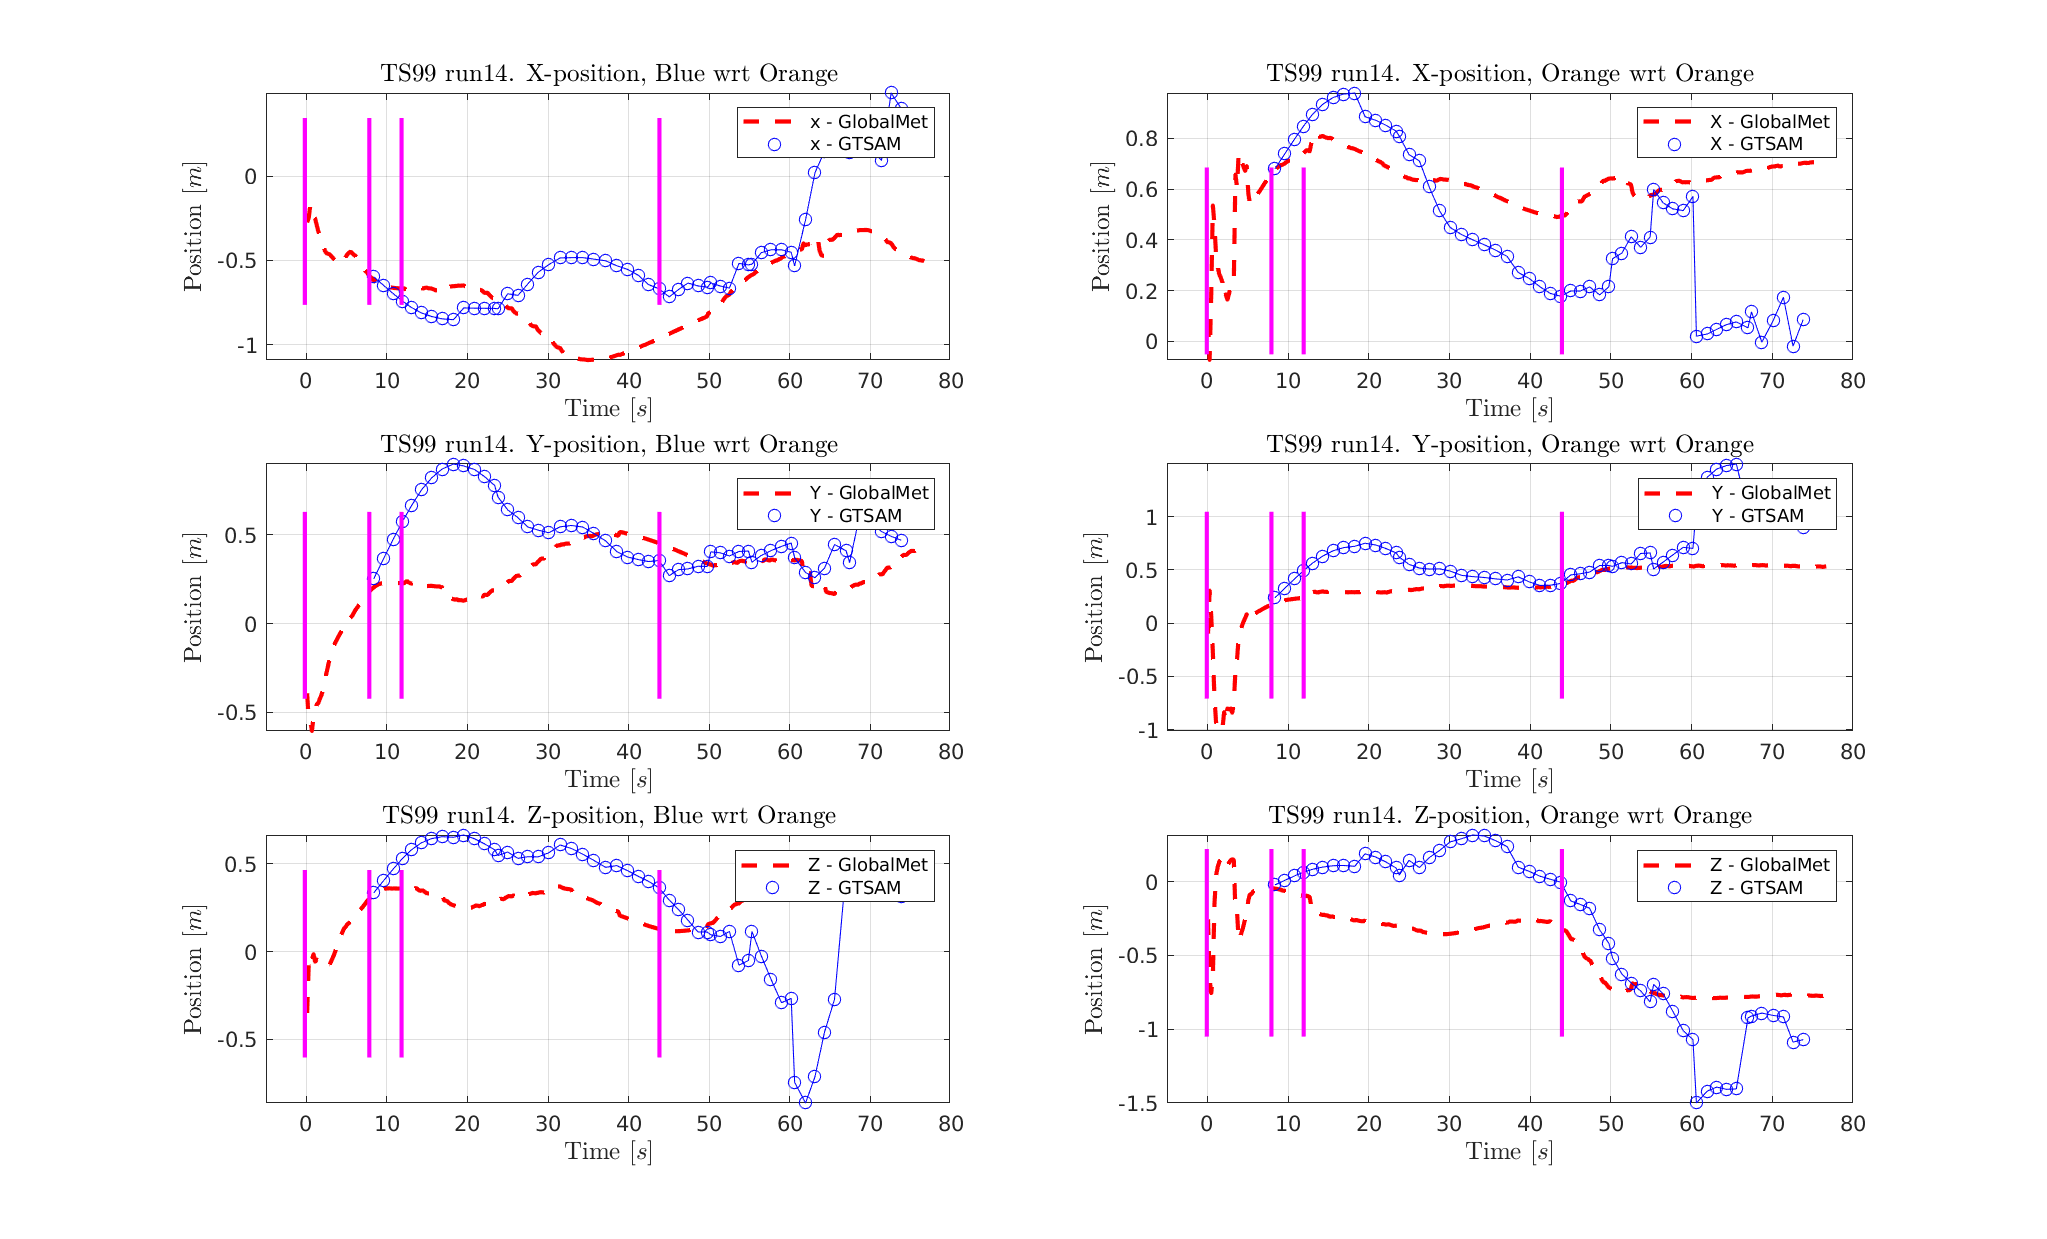 TS99 run14. X-position, Blue wrt Orange
x - GlobalMet
x - GTSAM
0
-0.5
-1
Position [m]
0 10 20 30 40 50 60 70 80
Time [s]
TS99 run14. X-position, Orange wrt Orange
X - GlobalMet
X - GTSAM
0.8
0.6
0.4
0.2
0
Position [m]
0 10 20 30 40 50 60 70 80
Time [s]
TS99 run14. Y-position, Blue wrt Orange
Y - GlobalMet
Y - GTSAM
0.5
0
-0.5
Position [m]
0 10 20 30 40 50 60 70 80
Time [s]
TS99 run14. Y-position, Orange wrt Orange
Y - GlobalMet
Y - GTSAM
1
0.5
0
-0.5
-1
Position [m]
0 10 20 30 40 50 60 70 80
Time [s]
TS99 run14. Z-position, Blue wrt Orange
Z - GlobalMet
Z - GTSAM
0.5
0
-0.5
Position [m]
0 10 20 30 40 50 60 70 80
Time [s]
TS99 run14. Z-position, Orange wrt Orange
Z - GlobalMet
Z - GTSAM
0
-0.5
-1
-1.5
Position [m]
0 10 20 30 40 50 60 70 80
Time [s]